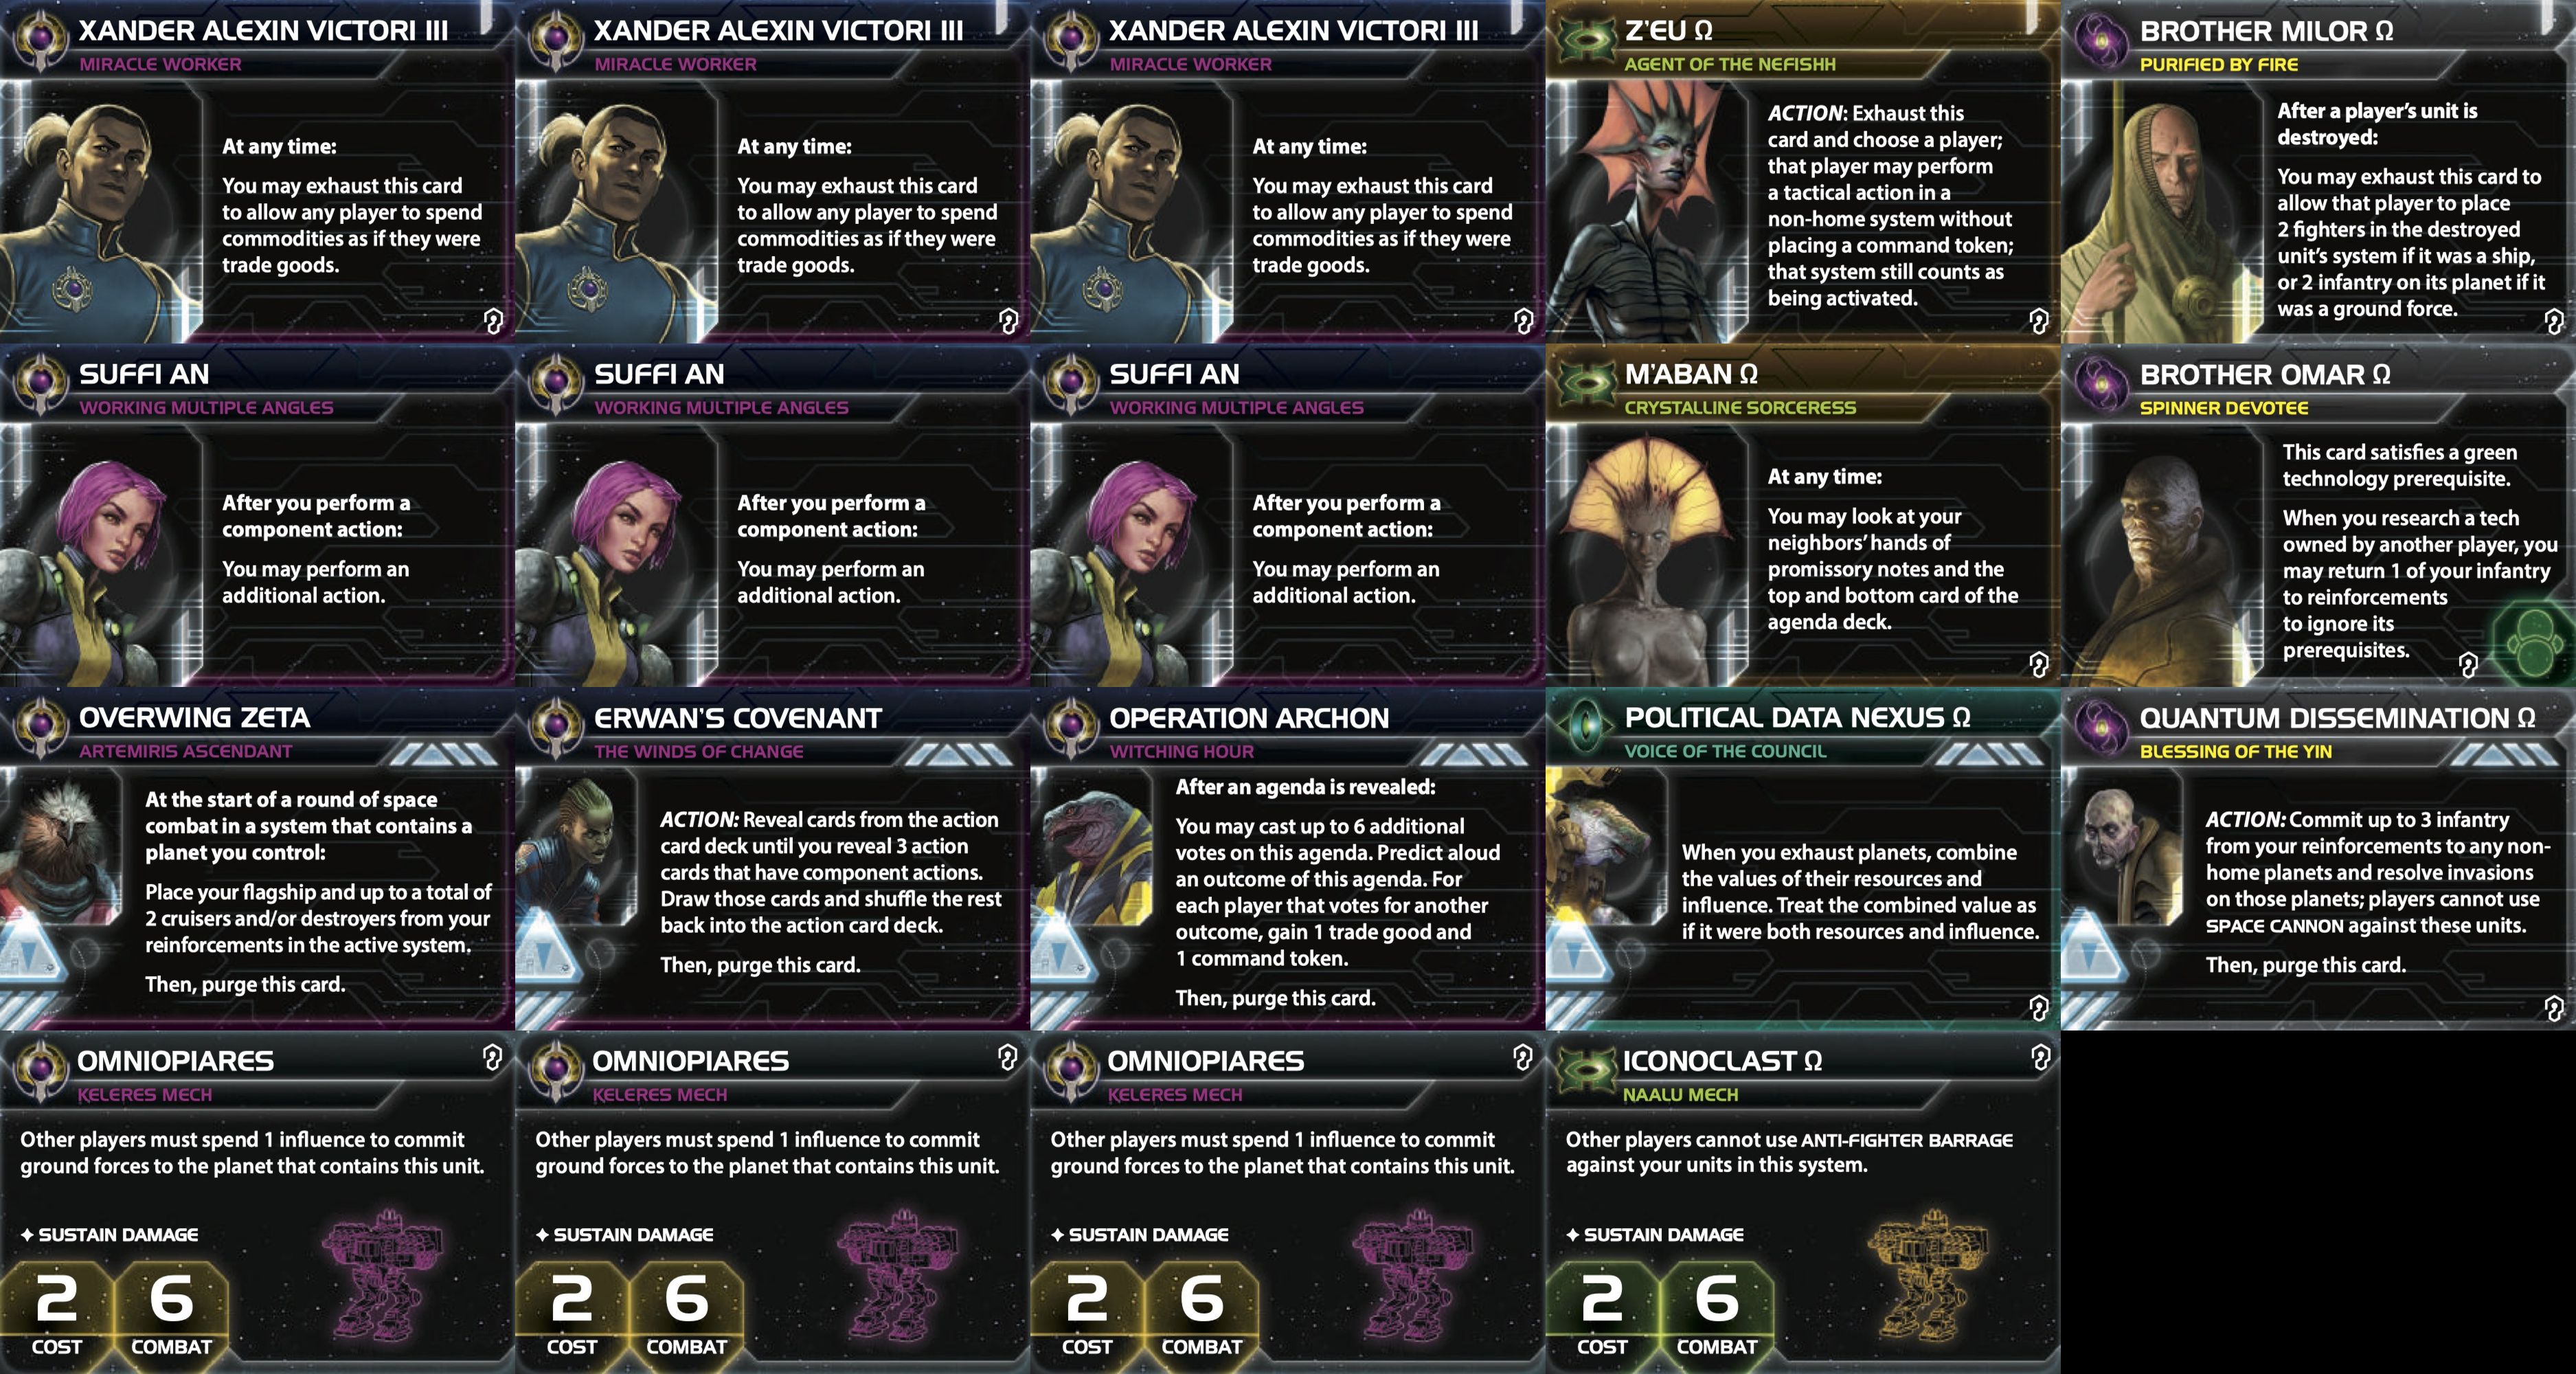 XANDER ALEXIN VICTORI III
MIRACLE WORKER
At any time:
You may exhaust this card
to allow any player to spend
commodities as if they were
trade goods.
XANDER ALEXIN VICTORI III
MIRACLE WORKER
At any time:
You may exhaust this card
to allow any player to spend
commodities as if they were
trade goods.
XANDER ALEXIN VICTORI III
MIRACLE WORKER
At any time:
You may exhaust this card
to allow any player to spend
commodities as if they were
trade goods.
Z'EU Ω
AGENT OF THE NEFISHH
ACTION: Exhaust this
card and choose a player;
that player may perform
a tactical action in a
non-home system without
placing a command token;
that system still counts as
being activated.
BROTHER MILOR Ω
PURIFIED BY FIRE
After a player's unit is
destroyed:
You may exhaust this card to
allow that player to place
2 fighters in the destroyed
unit's system if it was a ship,
or 2 infantry on its planet if it
was a ground force.
SUFFI AN
WORKING MULTIPLE ANGLES
After you perform a
component action:
You may perform an
additional action.
SUFFI AN
WORKING MULTIPLE ANGLES
After you perform a
component action:
You may perform an
additional action.
SUFFI AN
WORKING MULTIPLE ANGLES
After you perform a
component action:
You may perform an
additional action.
M'ABAN Ω
CRYSTALLINE SORCERESS
At any time:
You may look at your
neighbors' hands of
promissory notes and the
top and bottom card of the
agenda deck.
BROTHER OMAR Ω
SPINNER DEVOTEE
This card satisfies a green
technology prerequisite.
When you research a tech
owned by another player, you
may return 1 of your infantry
to reinforcements
to ignore its
prerequisites.
OVERWING ZETA
ARTEMIRIS ASCENDANT
At the start of a round of space
combat in a system that contains a
planet you control:
Place your flagship and up to a total of
2 cruisers and/or destroyers from your
reinforcements in the active system.
Then, purge this card.
ERWAN'S COVENANT
THE WINDS OF CHANGE
ACTION: Reveal cards from the action
card deck until you reveal 3 action
cards that have component actions.
Draw those cards and shuffle the rest
back into the action card deck.
Then, purge this card.
OPERATION ARCHON
WITCHING HOUR
After an agenda is revealed:
You may cast up to 6 additional
votes on this agenda. Predict aloud
an outcome of this agenda. For
each player that votes for another
outcome, gain 1 trade good and
1 command token.
Then, purge this card.
POLITICAL DATA NEXUS Ω
VOICE OF THE COUNCIL
When you exhaust planets, combine
the values of their resources and
influence. Treat the combined value as
if it were both resources and influence.
QUANTUM DISSEMINATION Ω
BLESSING OF THE YIN
ACTION: Commit up to 3 infantry
from your reinforcements to any non-
home planets and resolve invasions
on those planets; players cannot use
SPACE CANNON against these units.
Then, purge this card.
OMNIOPIARES
KELERES MECH
Other players must spend 1 influence to commit
ground forces to the planet that contains this unit.
✦ SUSTAIN DAMAGE
2 6
COST COMBAT
OMNIOPIARES
KELERES MECH
Other players must spend 1 influence to commit
ground forces to the planet that contains this unit.
✦ SUSTAIN DAMAGE
2 6
COST COMBAT
OMNIOPIARES
KELERES MECH
Other players must spend 1 influence to commit
ground forces to the planet that contains this unit.
✦ SUSTAIN DAMAGE
2 6
COST COMBAT
ICONOCLAST Ω
NAALU MECH
Other players cannot use ANTI-FIGHTER BARRAGE
against your units in this system.
✦ SUSTAIN DAMAGE
2 6
COST COMBAT